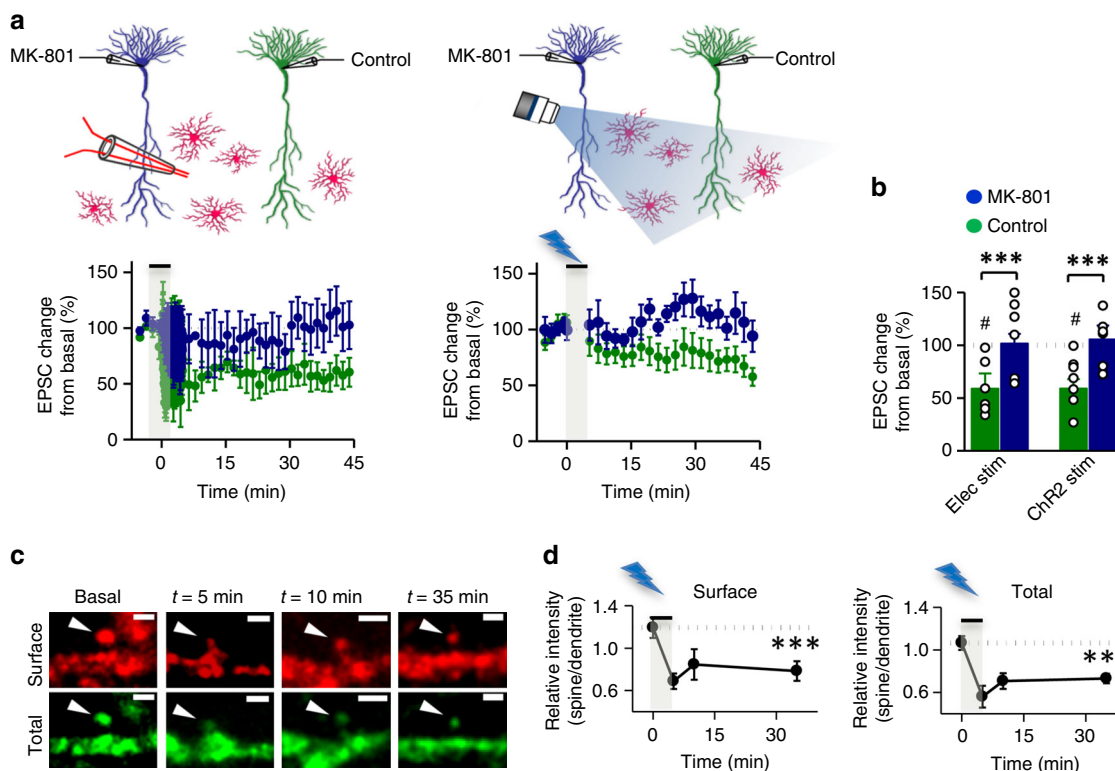 a
MK-801
Control
MK-801
Control
EPSC change
from basal (%)
150
100
50
0
0
15
30
45
Time (min)
EPSC change
from basal (%)
150
100
50
0
0
15
30
45
Time (min)
b
MK-801
Control
EPSC change
from basal (%)
150
100
50
0
***
***
#
#
Elec stim
ChR2 stim
c
Basal
t = 5 min
t = 10 min
t = 35 min
Surface
Total
d
Surface
Relative intensity
(spine/dendrite)
1.4
1.0
0.6
***
0
15
30
Time (min)
Total
Relative intensity
(spine/dendrite)
1.4
1.0
0.6
**
0
15
30
Time (min)